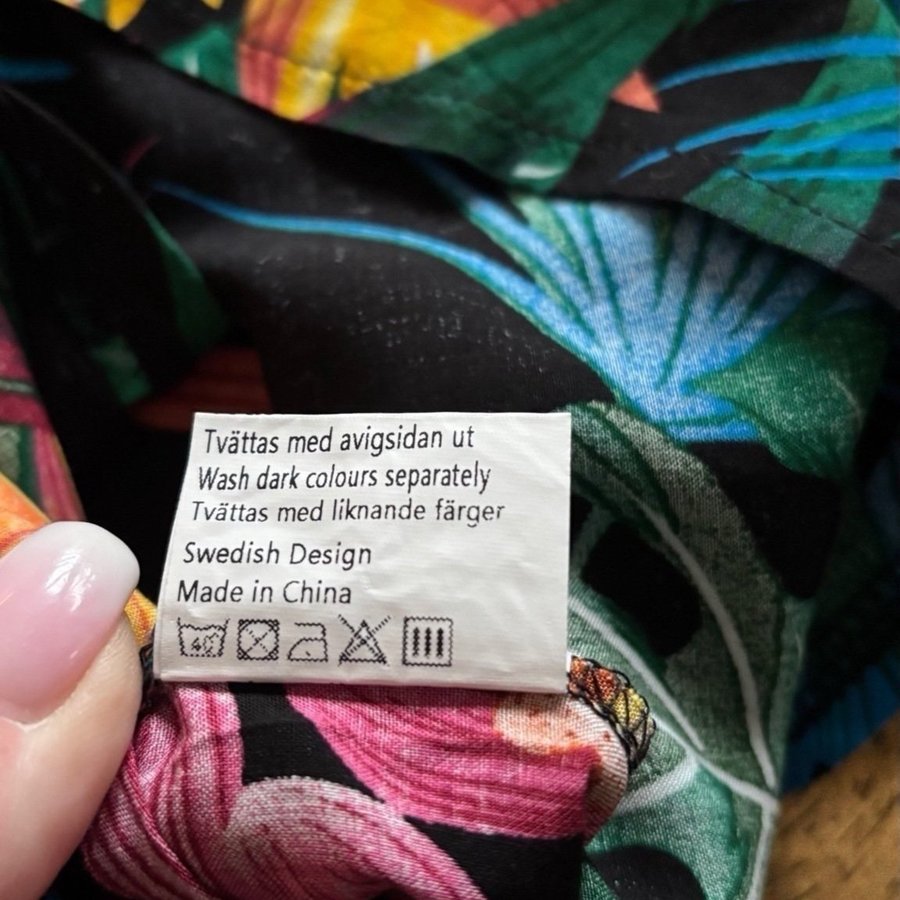 Tvättas med avigsidan ut
Wash dark colours separately
Tvättas med liknande färger
Swedish Design
Made in China
40